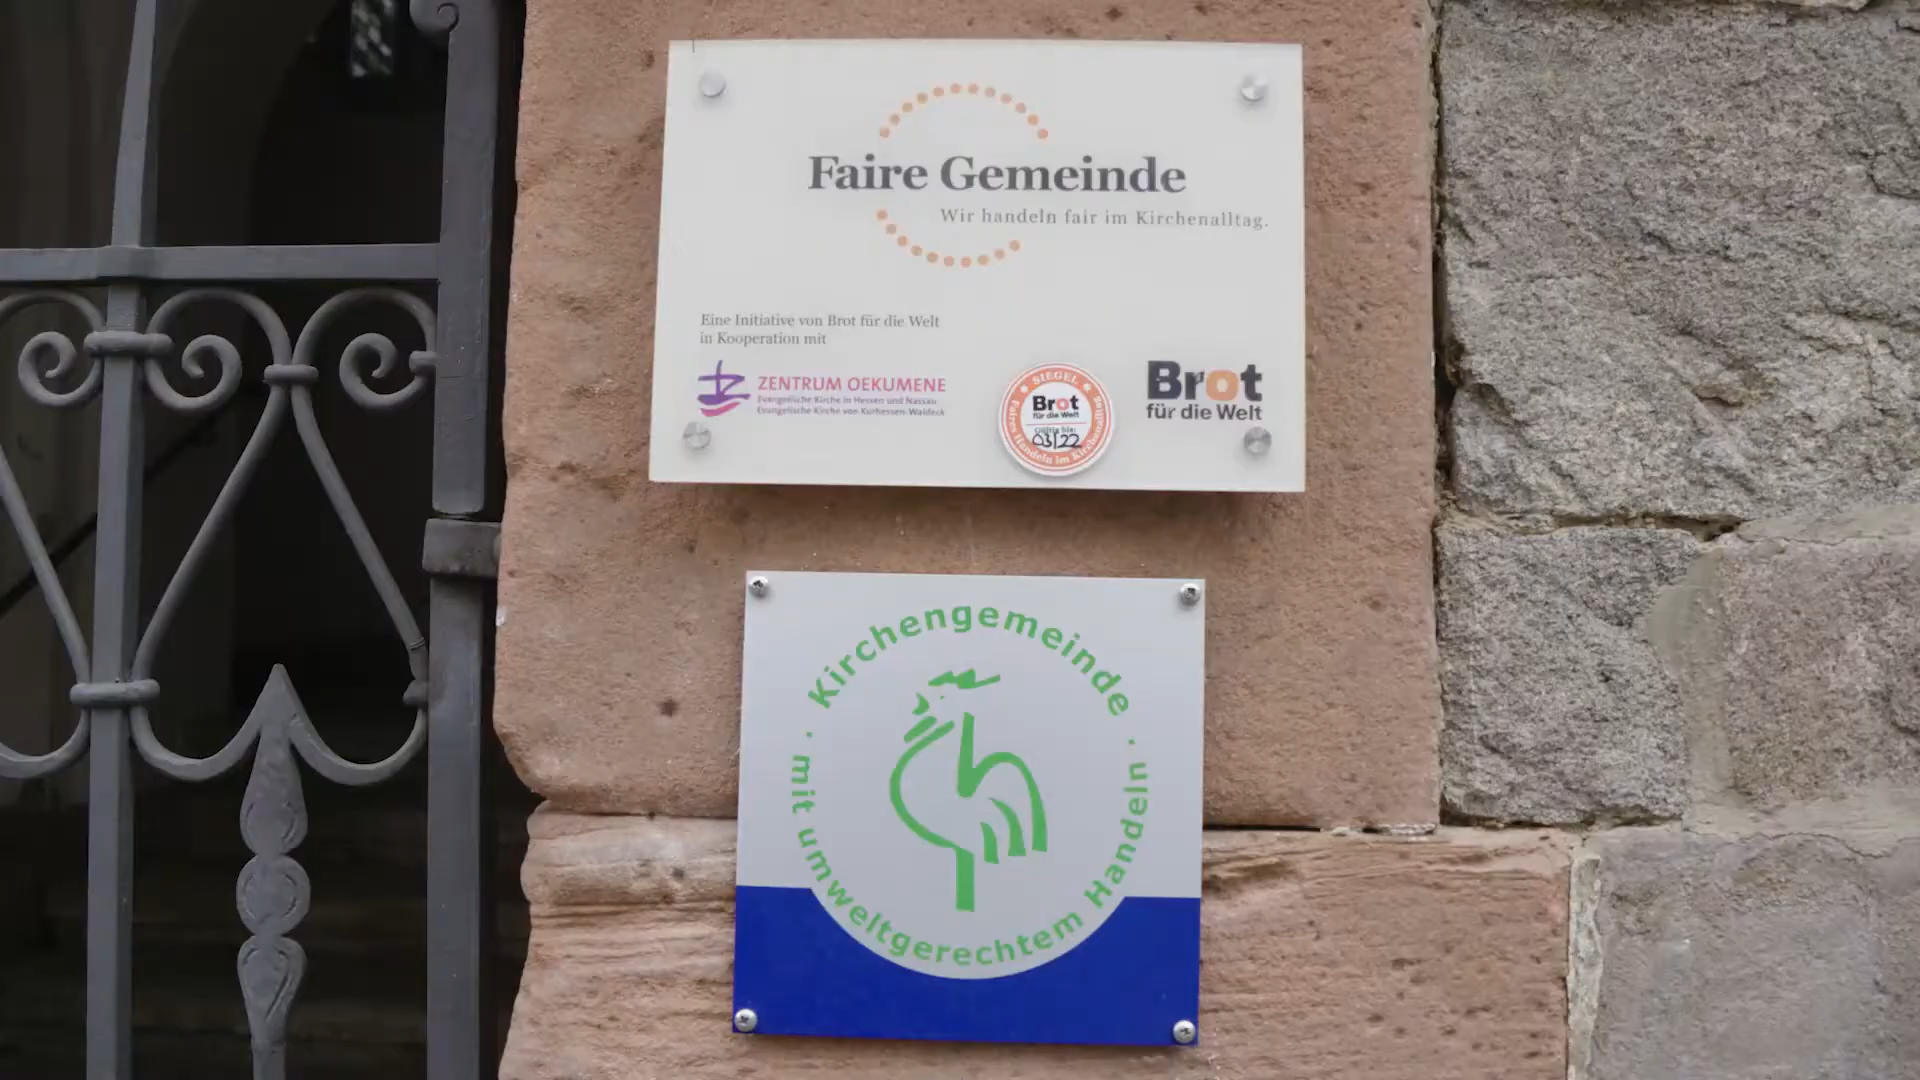 Faire Gemeinde
Wir handeln fair im Kirchenalltag.
Eine Initiative von Brot für die Welt
in Kooperation mit
ZENTRUM OEKUMENE
Evangelische Kirche in Hessen und Nassau
Evangelische Kirche von Kurhessen-Waldeck
SIEGEL
Brot
für die Welt
Gültig bis:
03|22
Faires Handeln im Kirchenalltag
Brot
für die Welt
Kirchengemeinde
· mit umweltgerechtem Handeln ·